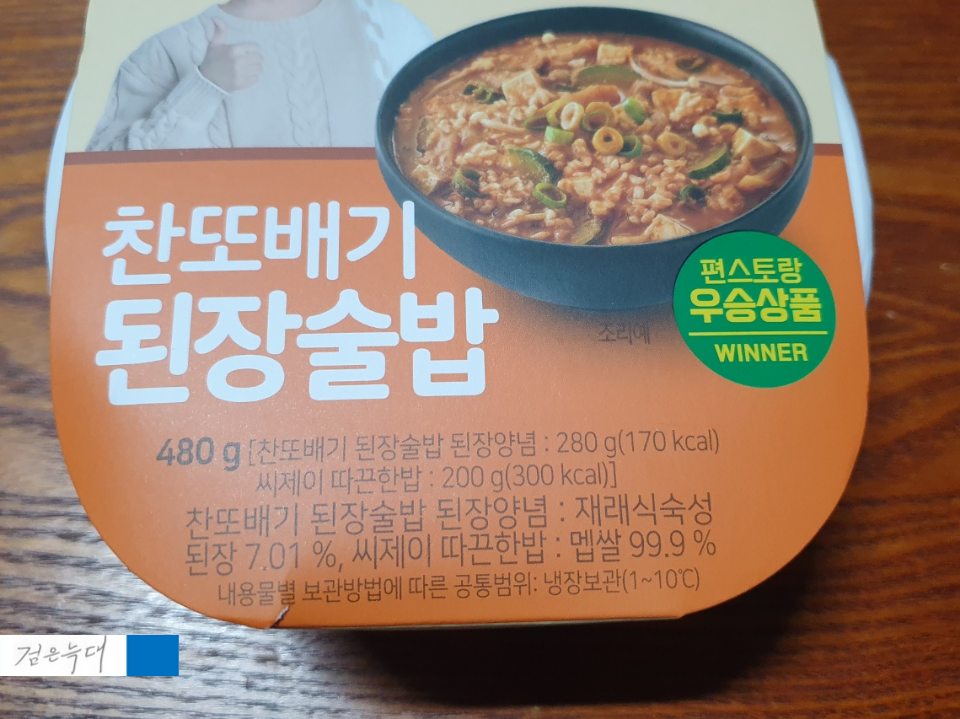 찬또배기
된장술밥
조리예
편스토랑
우승상품
WINNER
480 g [찬또배기 된장술밥 된장양념 : 280 g(170 kcal)
씨제이 따끈한밥 : 200 g(300 kcal)]
찬또배기 된장술밥 된장양념 : 재래식숙성
된장 7.01 %, 씨제이 따끈한밥 : 멥쌀 99.9 %
내용물별 보관방법에 따른 공통범위: 냉장보관(1~10℃)
검은늑대